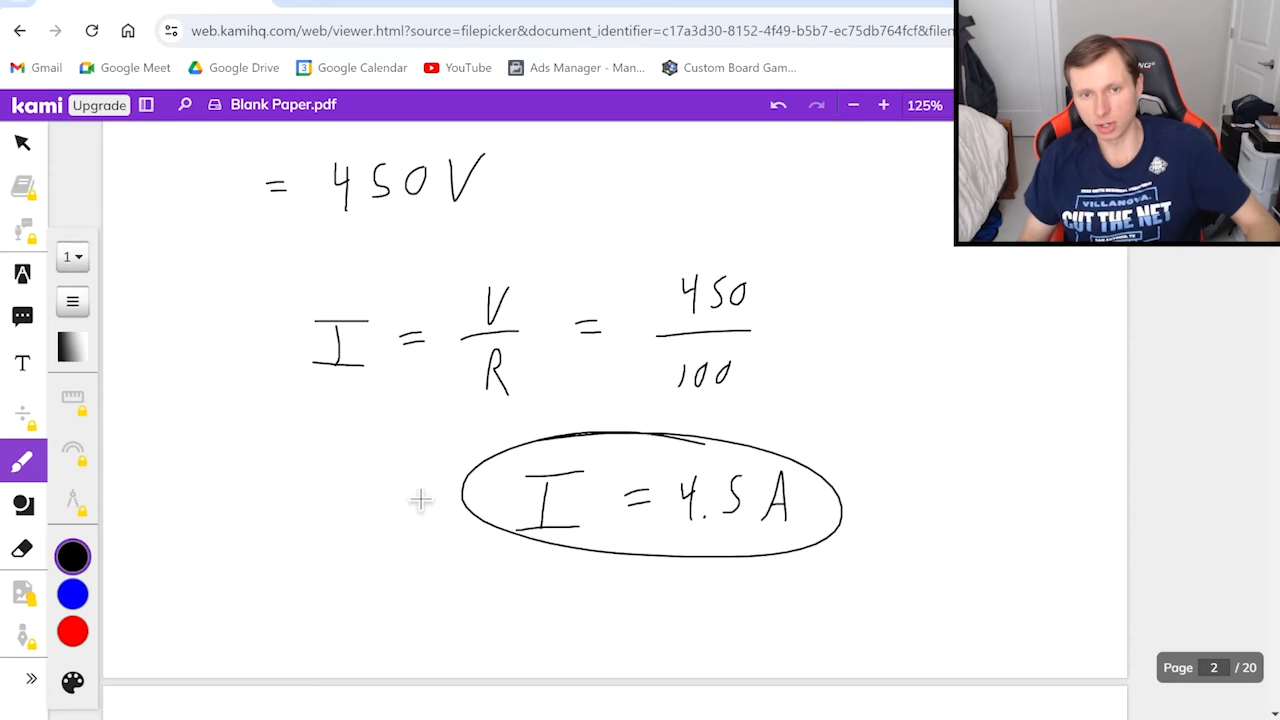 web.kamihq.com/web/viewer.html?source=filepicker&document_identifier=c17a3d30-8152-4f49-b5b7-ec75db764fcf&filen
Gmail Google Meet Google Drive Google Calendar YouTube Ads Manager - Man... Custom Board Gam...
kami Upgrade Blank Paper.pdf 125%
= 450V
I = V/R = 450/100
I = 4.5 A
1
T
Page 2 / 20
VILLANOVA.
CUT THE NET